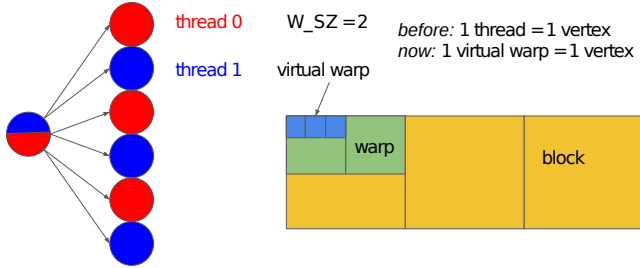 thread 0
W_SZ = 2
before: 1 thread = 1 vertex
now: 1 virtual warp = 1 vertex
thread 1
virtual warp
warp
block